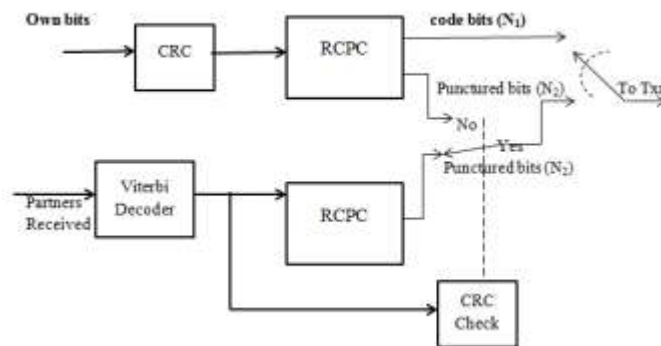 Own bits
CRC
RCPC
code bits (N₁)
Punctured bits (N₂)
To Txr
No
Yes
Punctured bits (N₂)
Partners
Received
Viterbi
Decoder
RCPC
CRC
Check